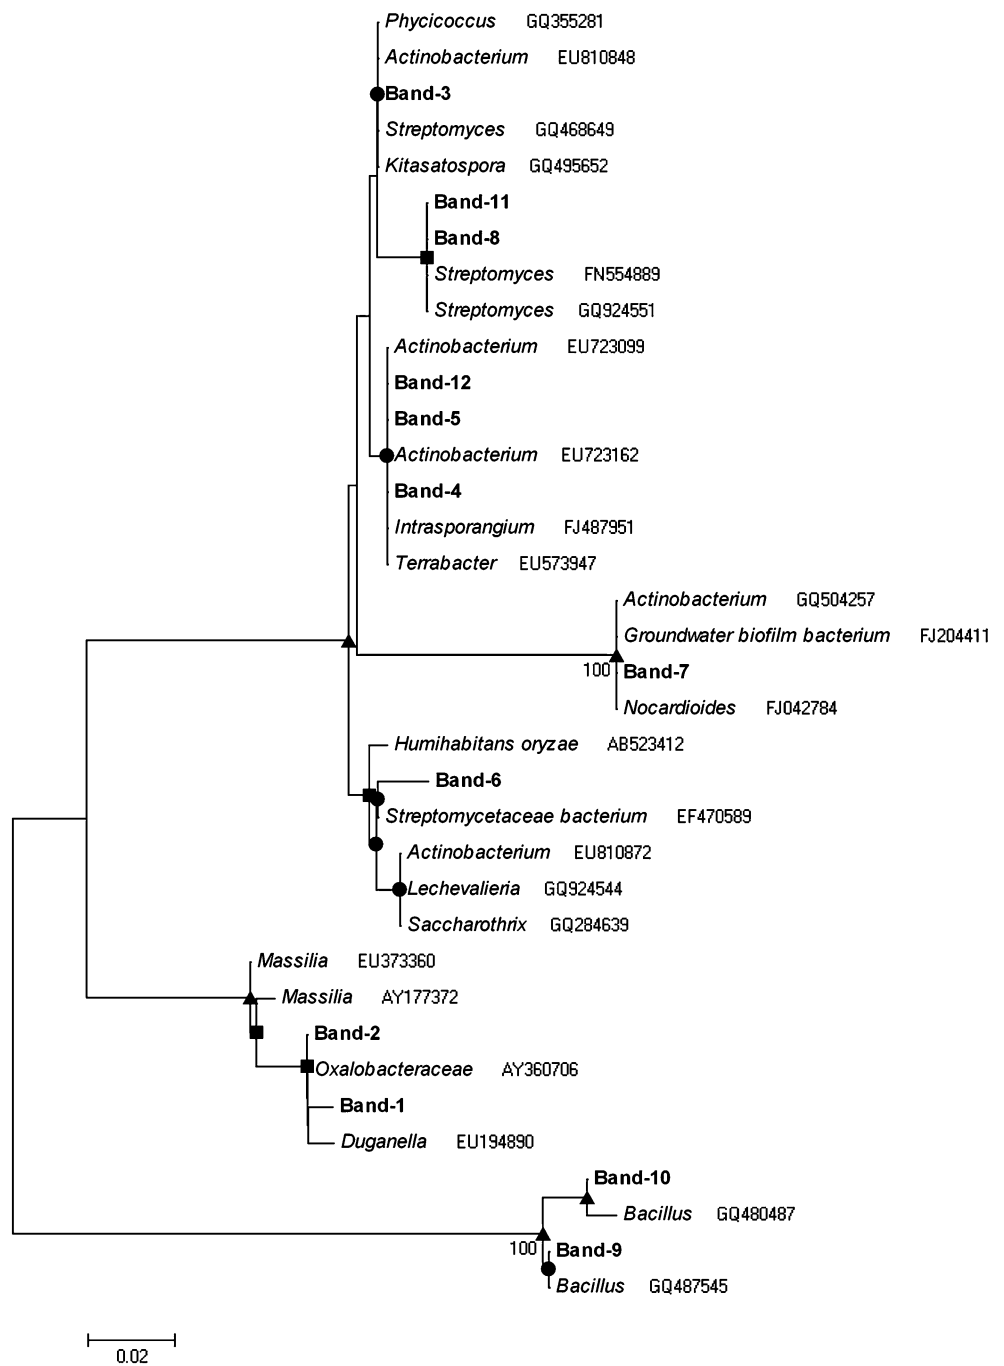 Phycicoccus GQ355281
Actinobacterium EU810848
Band-3
Streptomyces GQ468649
Kitasatospora GQ495652
Band-11
Band-8
Streptomyces FN554889
Streptomyces GQ924551
Actinobacterium EU723099
Band-12
Band-5
Actinobacterium EU723162
Band-4
Intrasporangium FJ487951
Terrabacter EU573947
Actinobacterium GQ504257
Groundwater biofilm bacterium FJ204411
100 Band-7
Nocardioides FJ042784
Humihabitans oryzae AB523412
Band-6
Streptomycetaceae bacterium EF470589
Actinobacterium EU810872
Lechevalieria GQ924544
Saccharothrix GQ284639
Massilia EU373360
Massilia AY177372
Band-2
Oxalobacteraceae AY360706
Band-1
Duganella EU194890
Band-10
Bacillus GQ480487
100 Band-9
Bacillus GQ487545
0.02